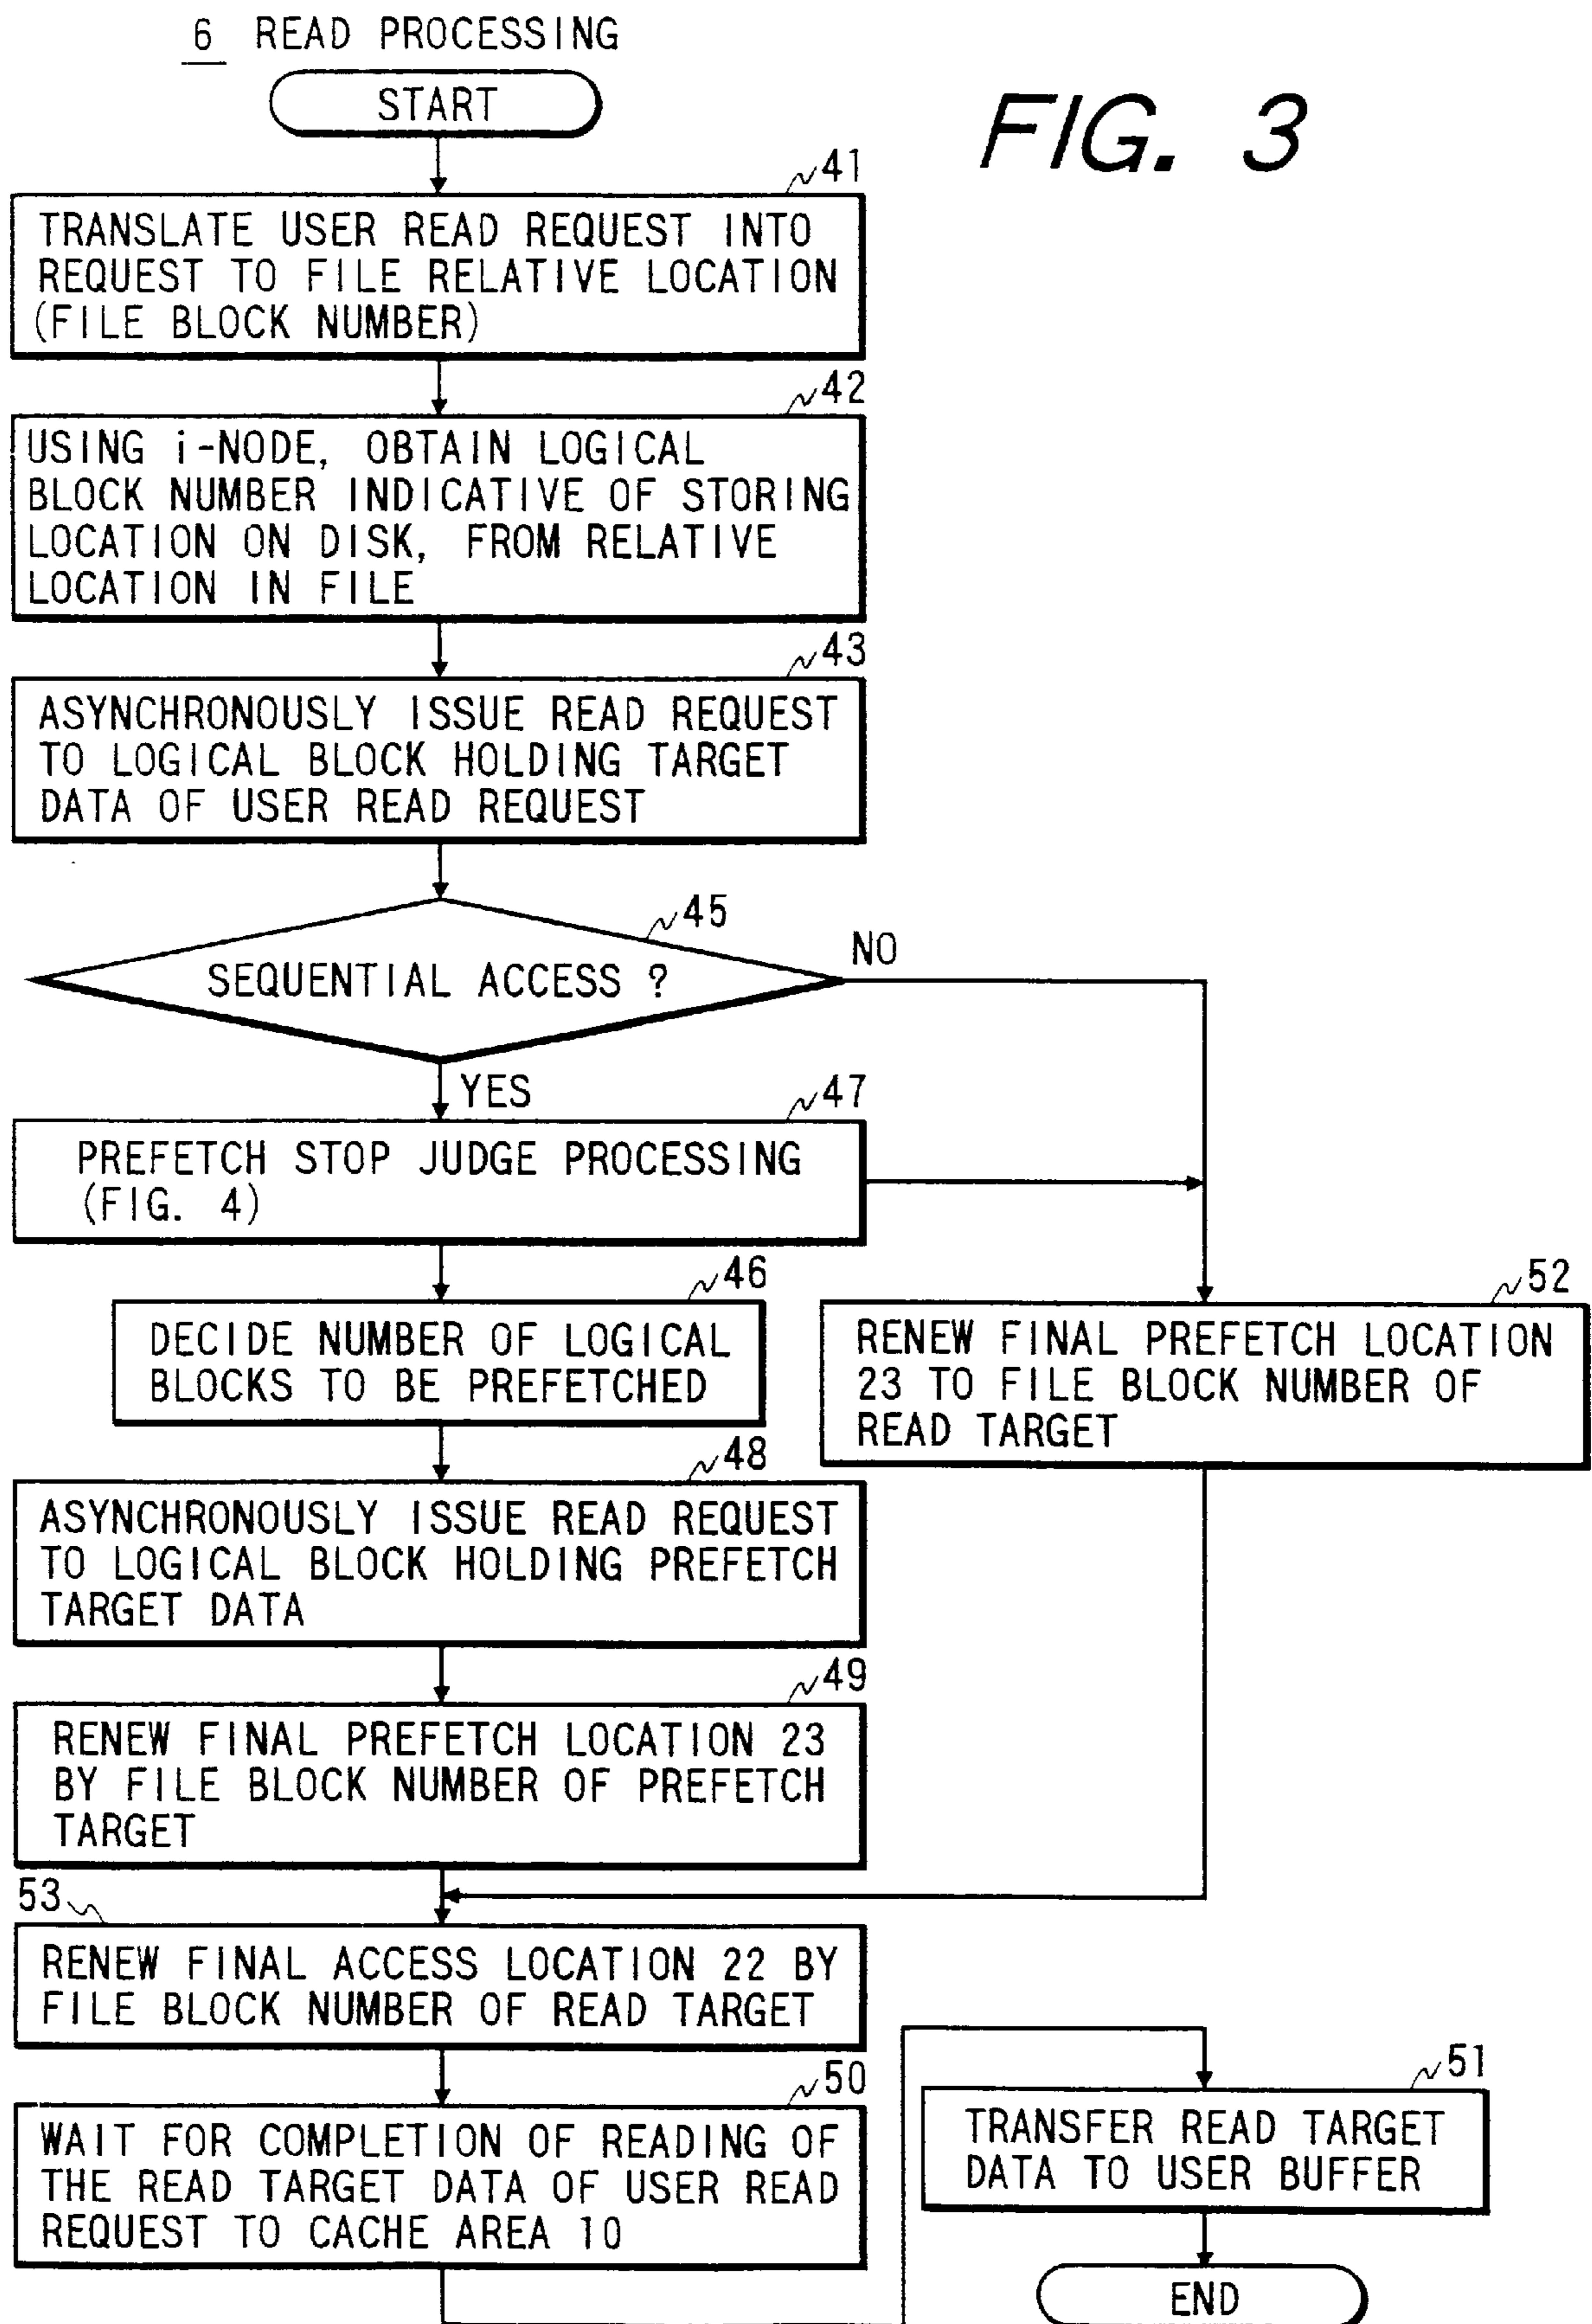 6 READ PROCESSING
START
FIG. 3
41
TRANSLATE USER READ REQUEST INTO
REQUEST TO FILE RELATIVE LOCATION
(FILE BLOCK NUMBER)
42
USING i-NODE, OBTAIN LOGICAL
BLOCK NUMBER INDICATIVE OF STORING
LOCATION ON DISK, FROM RELATIVE
LOCATION IN FILE
43
ASYNCHRONOUSLY ISSUE READ REQUEST
TO LOGICAL BLOCK HOLDING TARGET
DATA OF USER READ REQUEST
45
SEQUENTIAL ACCESS ?
NO
YES
47
PREFETCH STOP JUDGE PROCESSING
(FIG. 4)
46
DECIDE NUMBER OF LOGICAL
BLOCKS TO BE PREFETCHED
52
RENEW FINAL PREFETCH LOCATION
23 TO FILE BLOCK NUMBER OF
READ TARGET
48
ASYNCHRONOUSLY ISSUE READ REQUEST
TO LOGICAL BLOCK HOLDING PREFETCH
TARGET DATA
49
RENEW FINAL PREFETCH LOCATION 23
BY FILE BLOCK NUMBER OF PREFETCH
TARGET
53
RENEW FINAL ACCESS LOCATION 22 BY
FILE BLOCK NUMBER OF READ TARGET
50
WAIT FOR COMPLETION OF READING OF
THE READ TARGET DATA OF USER READ
REQUEST TO CACHE AREA 10
51
TRANSFER READ TARGET
DATA TO USER BUFFER
END